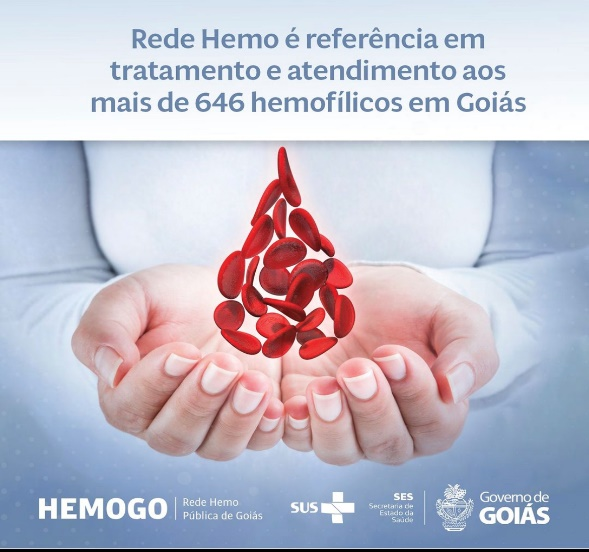 Rede Hemo é referência em
tratamento e atendimento aos
mais de 646 hemofílicos em Goiás
HEMOGO
Rede Hemo
Pública de Goiás
SUS
SES
Secretaria de
Estado da
Saúde
Governo de
GOIÁS